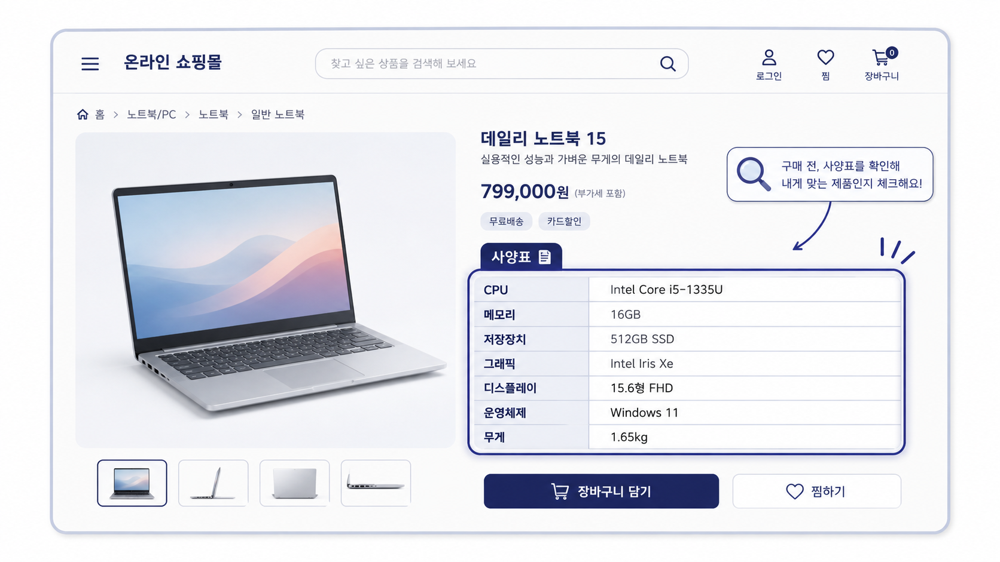 온라인 쇼핑몰
찾고 싶은 상품을 검색해 보세요
로그인
찜
0
장바구니
홈 > 노트북/PC > 노트북 > 일반 노트북
데일리 노트북 15
실용적인 성능과 가벼운 무게의 데일리 노트북
799,000원 (부가세 포함)
무료배송 카드할인
구매 전, 사양표를 확인해
내게 맞는 제품인지 체크해요!
사양표
CPU Intel Core i5-1335U
메모리 16GB
저장장치 512GB SSD
그래픽 Intel Iris Xe
디스플레이 15.6형 FHD
운영체제 Windows 11
무게 1.65kg
장바구니 담기
찜하기